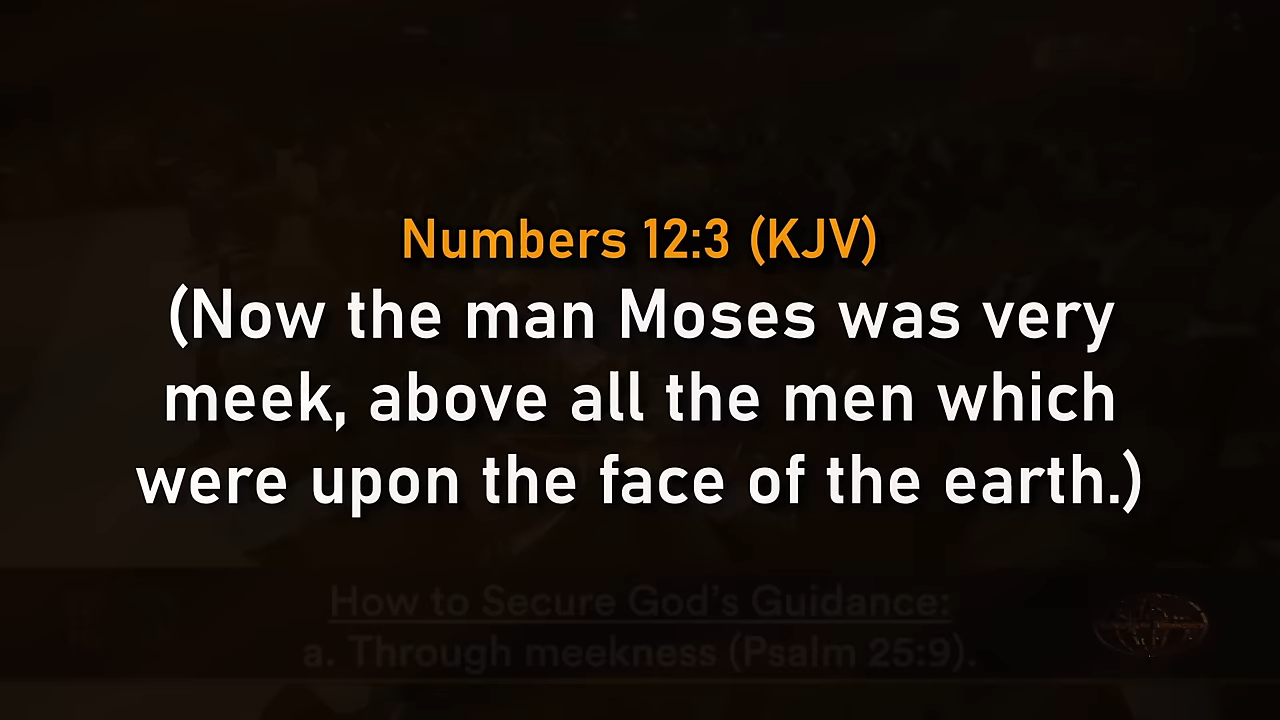 Numbers 12:3 (KJV)
(Now the man Moses was very
meek, above all the men which
were upon the face of the earth.)
How to Secure God's Guidance:
a. Through meekness (Psalm 25:9).